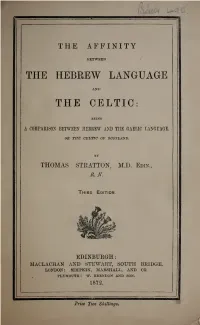 THE AFFINITY
BETWEEN
THE HEBREW LANGUAGE
AND
THE CELTIC:
BEING
A COMPARISON BETWEEN HEBREW AND THE GAELIC LANGUAGE,
OR THE CELTIC OF SCOTLAND.
BY
THOMAS STRATTON, M.D. EDIN.,
R. N.
THIRD EDITION.
EDINBURGH:
MACLACHAN AND STEWART, SOUTH BRIDGE.
LONDON: SIMPKIN, MARSHALL, AND CO.
PLYMOUTH: W. BRENDON AND SON.
1872.
Price Two Shillings.